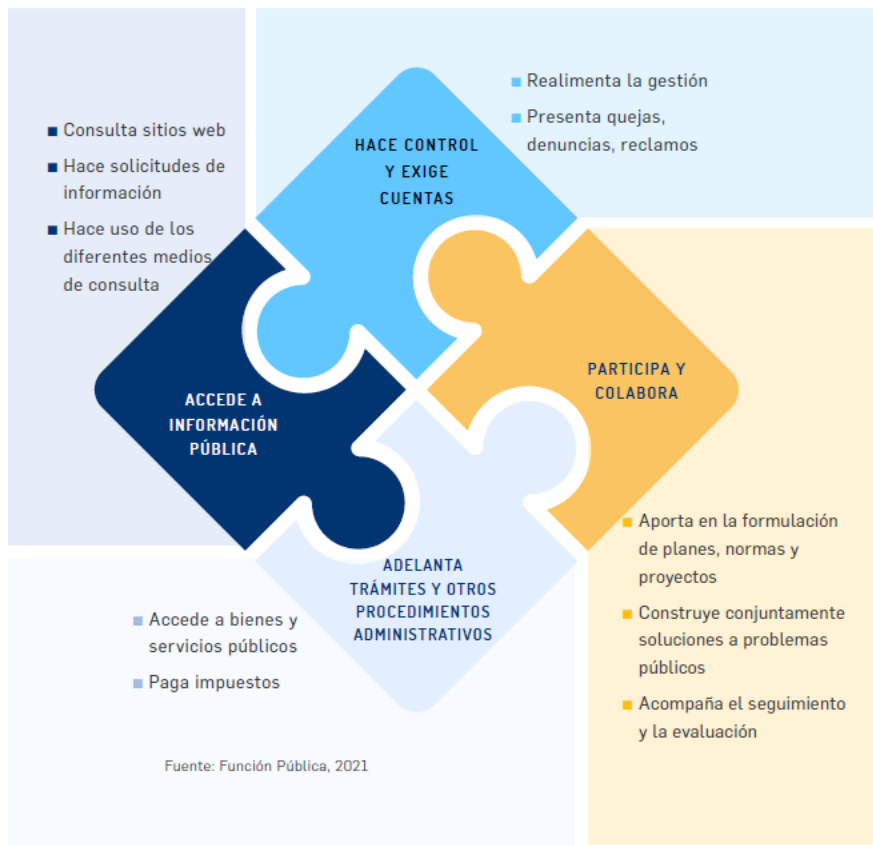 ■ Realimenta la gestión
■ Presenta quejas,
denuncias, reclamos
HACE CONTROL
Y EXIGE
CUENTAS
■ Consulta sitios web
■ Hace solicitudes de
información
■ Hace uso de los
diferentes medios
de consulta
ACCEDE A
INFORMACIÓN
PÚBLICA
PARTICIPA Y
COLABORA
■ Aporta en la formulación
de planes, normas y
proyectos
■ Construye conjuntamente
soluciones a problemas
públicos
■ Acompaña el seguimiento
y la evaluación
ADELANTA
TRÁMITES Y OTROS
PROCEDIMIENTOS
ADMINISTRATIVOS
■ Accede a bienes y
servicios públicos
■ Paga impuestos
Fuente: Función Pública, 2021